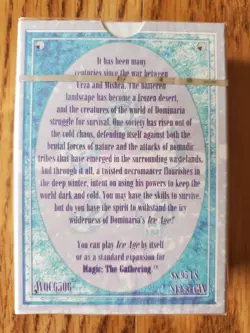 It has been many
centuries since the war between
Urza and Mishra. The battered
landscape has become a frozen desert,
and the creatures of the world of Dominaria
struggle for survival. One society has risen out
of the cold chaos, defending itself against both the
brutal forces of nature and the attacks of nomadic
tribes that have emerged in the surrounding wastelands.
And through it all, a twisted necromancer flourishes in
the deep winter, intent on using his powers to keep the
world dark and cold. You may have the skills to survive,
but do you have the spirit to withstand the icy
wilderness of Dominaria's Ice Age?
You can play Ice Age by itself
or as a standard expansion for
Magic: The Gathering ™
WOC6506